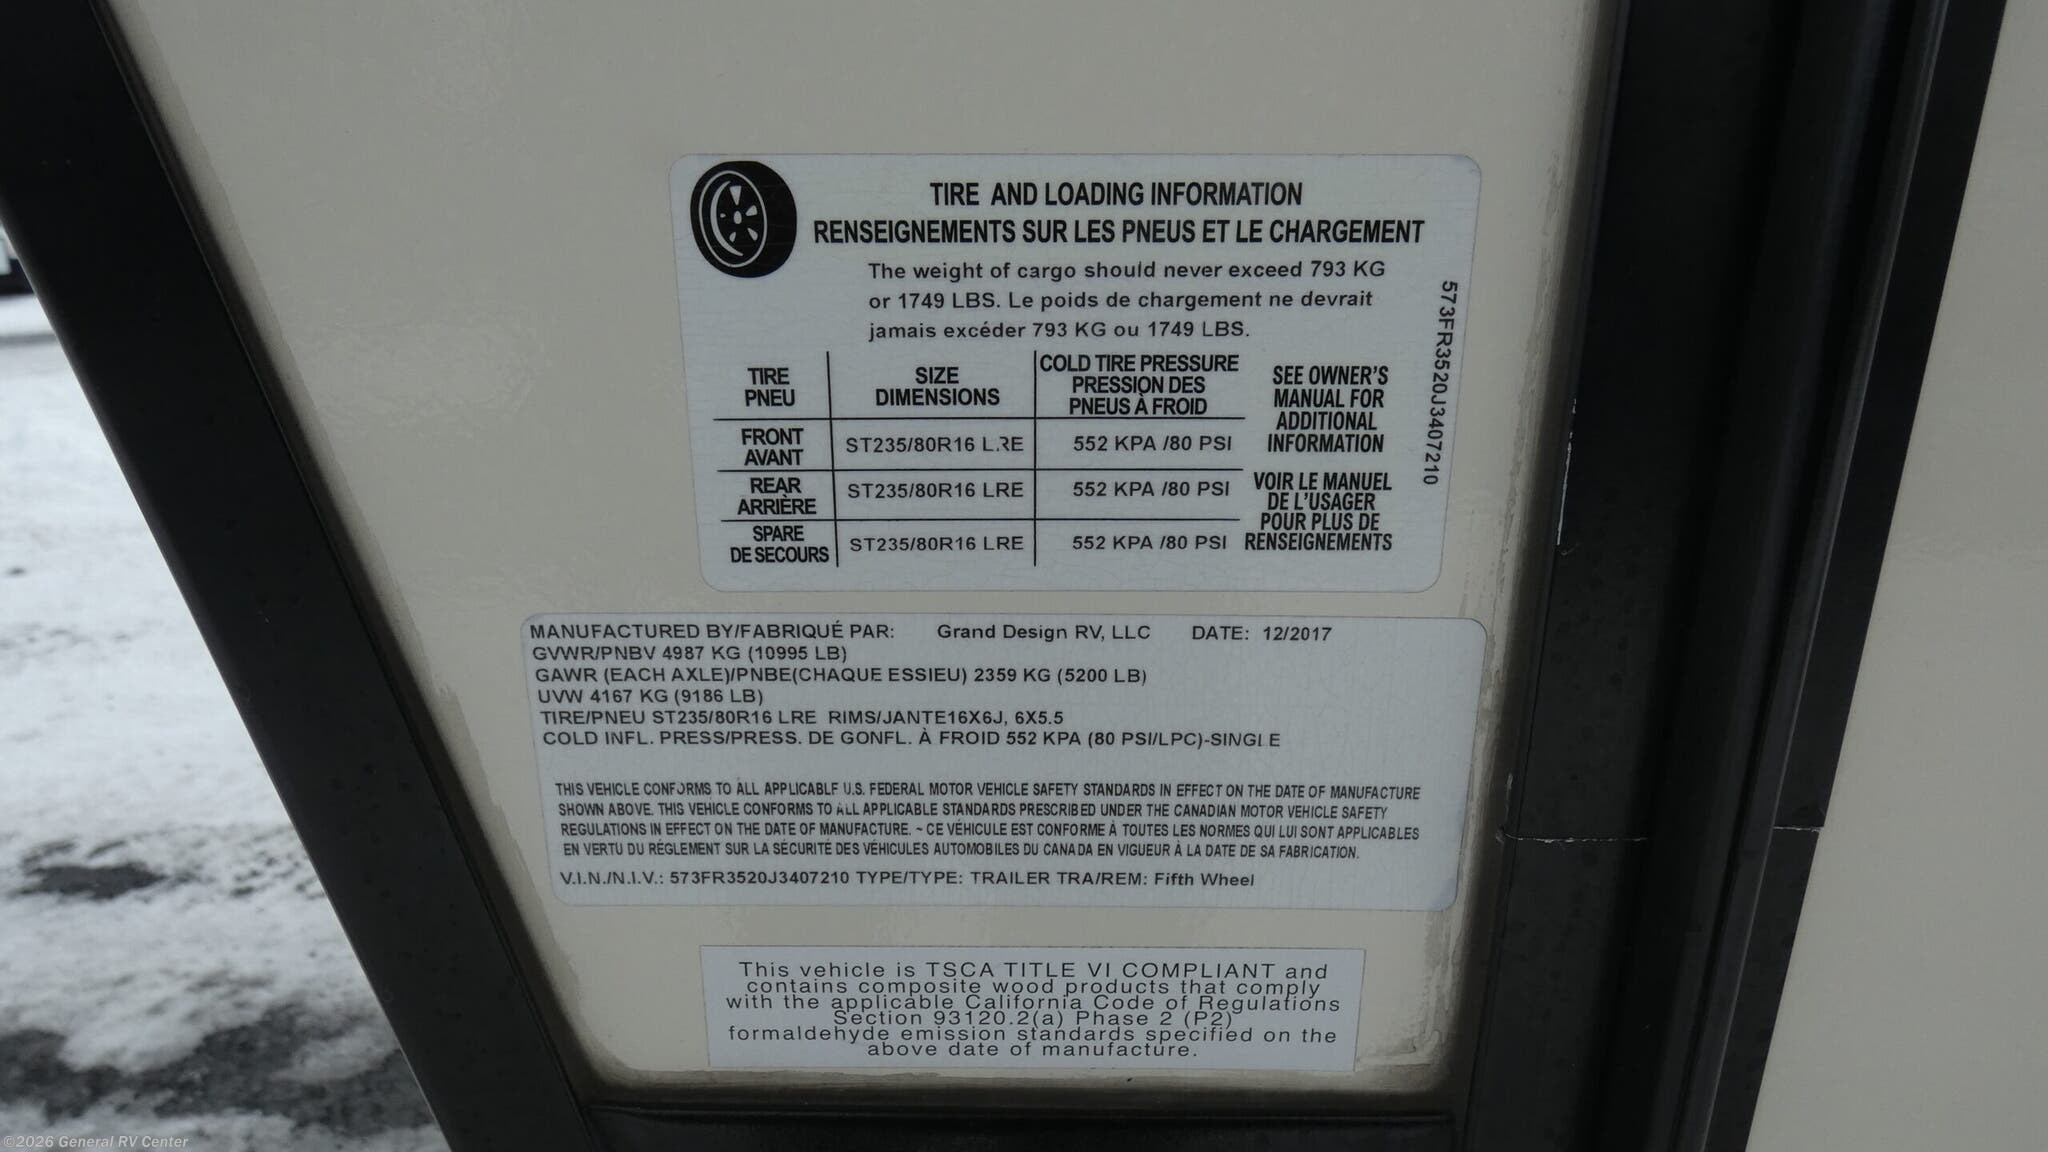 TIRE AND LOADING INFORMATION
RENSEIGNEMENTS SUR LES PNEUS ET LE CHARGEMENT
The weight of cargo should never exceed 793 KG
or 1749 LBS. Le poids de chargement ne devrait
jamais excéder 793 KG ou 1749 LBS.
TIRE
PNEU
SIZE
DIMENSIONS
COLD TIRE PRESSURE
PRESSION DES
PNEUS À FROID
FRONT
AVANT
ST235/80R16 LRE
552 KPA /80 PSI
REAR
ARRIÈRE
ST235/80R16 LRE
552 KPA /80 PSI
SPARE
DE SECOURS
ST235/80R16 LRE
552 KPA /80 PSI
SEE OWNER'S
MANUAL FOR
ADDITIONAL
INFORMATION
VOIR LE MANUEL
DE L'USAGER
POUR PLUS DE
RENSEIGNEMENTS
573FR3520J3407210
MANUFACTURED BY/FABRIQUÉ PAR: Grand Design RV, LLC DATE: 12/2017
GVWR/PNBV 4987 KG (10995 LB)
GAWR (EACH AXLE)/PNBE(CHAQUE ESSIEU) 2359 KG (5200 LB)
UVW 4167 KG (9186 LB)
TIRE/PNEU ST235/80R16 LRE RIMS/JANTE16X6J, 6X5.5
COLD INFL. PRESS/PRESS. DE GONFL. À FROID 552 KPA (80 PSI/LPC)-SINGLE
THIS VEHICLE CONFORMS TO ALL APPLICABLE U.S. FEDERAL MOTOR VEHICLE SAFETY STANDARDS IN EFFECT ON THE DATE OF MANUFACTURE
SHOWN ABOVE. THIS VEHICLE CONFORMS TO ALL APPLICABLE STANDARDS PRESCRIBED UNDER THE CANADIAN MOTOR VEHICLE SAFETY
REGULATIONS IN EFFECT ON THE DATE OF MANUFACTURE. ~ CE VÉHICULE EST CONFORME À TOUTES LES NORMES QUI LUI SONT APPLICABLES
EN VERTU DU RÉGLEMENT SUR LA SÉCURITÉ DES VÉHICULES AUTOMOBILES DU CANADA EN VIGUEUR À LA DATE DE SA FABRICATION.
V.I.N./N.I.V.: 573FR3520J3407210 TYPE/TYPE: TRAILER TRA/REM: Fifth Wheel
This vehicle is TSCA TITLE VI COMPLIANT and
contains composite wood products that comply
with the applicable California Code of Regulations
Section 93120.2(a) Phase 2 (P2)
formaldehyde emission standards specified on the
above date of manufacture.
©2026 General RV Center